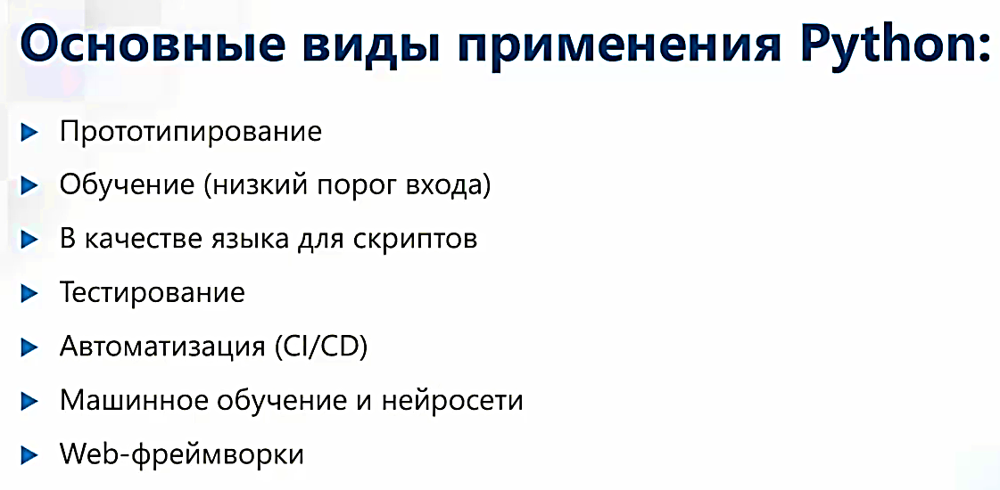 Основные виды применения Python:
Прототипирование
Обучение (низкий порог входа)
В качестве языка для скриптов
Тестирование
Автоматизация (CI/CD)
Машинное обучение и нейросети
Web-фреймворки